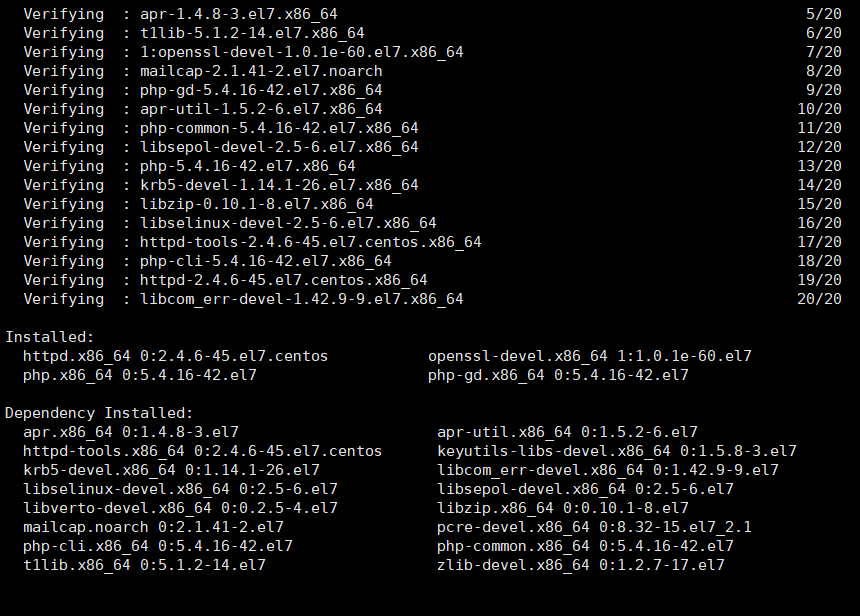 Verifying  : apr-1.4.8-3.el7.x86_64 5/20
Verifying  : t1lib-5.1.2-14.el7.x86_64 6/20
Verifying  : 1:openssl-devel-1.0.1e-60.el7.x86_64 7/20
Verifying  : mailcap-2.1.41-2.el7.noarch 8/20
Verifying  : php-gd-5.4.16-42.el7.x86_64 9/20
Verifying  : apr-util-1.5.2-6.el7.x86_64 10/20
Verifying  : php-common-5.4.16-42.el7.x86_64 11/20
Verifying  : libsepol-devel-2.5-6.el7.x86_64 12/20
Verifying  : php-5.4.16-42.el7.x86_64 13/20
Verifying  : krb5-devel-1.14.1-26.el7.x86_64 14/20
Verifying  : libzip-0.10.1-8.el7.x86_64 15/20
Verifying  : libselinux-devel-2.5-6.el7.x86_64 16/20
Verifying  : httpd-tools-2.4.6-45.el7.centos.x86_64 17/20
Verifying  : php-cli-5.4.16-42.el7.x86_64 18/20
Verifying  : httpd-2.4.6-45.el7.centos.x86_64 19/20
Verifying  : libcom_err-devel-1.42.9-9.el7.x86_64 20/20
Installed:
httpd.x86_64 0:2.4.6-45.el7.centos openssl-devel.x86_64 1:1.0.1e-60.el7
php.x86_64 0:5.4.16-42.el7 php-gd.x86_64 0:5.4.16-42.el7
Dependency Installed:
apr.x86_64 0:1.4.8-3.el7 apr-util.x86_64 0:1.5.2-6.el7
httpd-tools.x86_64 0:2.4.6-45.el7.centos keyutils-libs-devel.x86_64 0:1.5.8-3.el7
krb5-devel.x86_64 0:1.14.1-26.el7 libcom_err-devel.x86_64 0:1.42.9-9.el7
libselinux-devel.x86_64 0:2.5-6.el7 libsepol-devel.x86_64 0:2.5-6.el7
libverto-devel.x86_64 0:0.2.5-4.el7 libzip.x86_64 0:0.10.1-8.el7
mailcap.noarch 0:2.1.41-2.el7 pcre-devel.x86_64 0:8.32-15.el7_2.1
php-cli.x86_64 0:5.4.16-42.el7 php-common.x86_64 0:5.4.16-42.el7
t1lib.x86_64 0:5.1.2-14.el7 zlib-devel.x86_64 0:1.2.7-17.el7